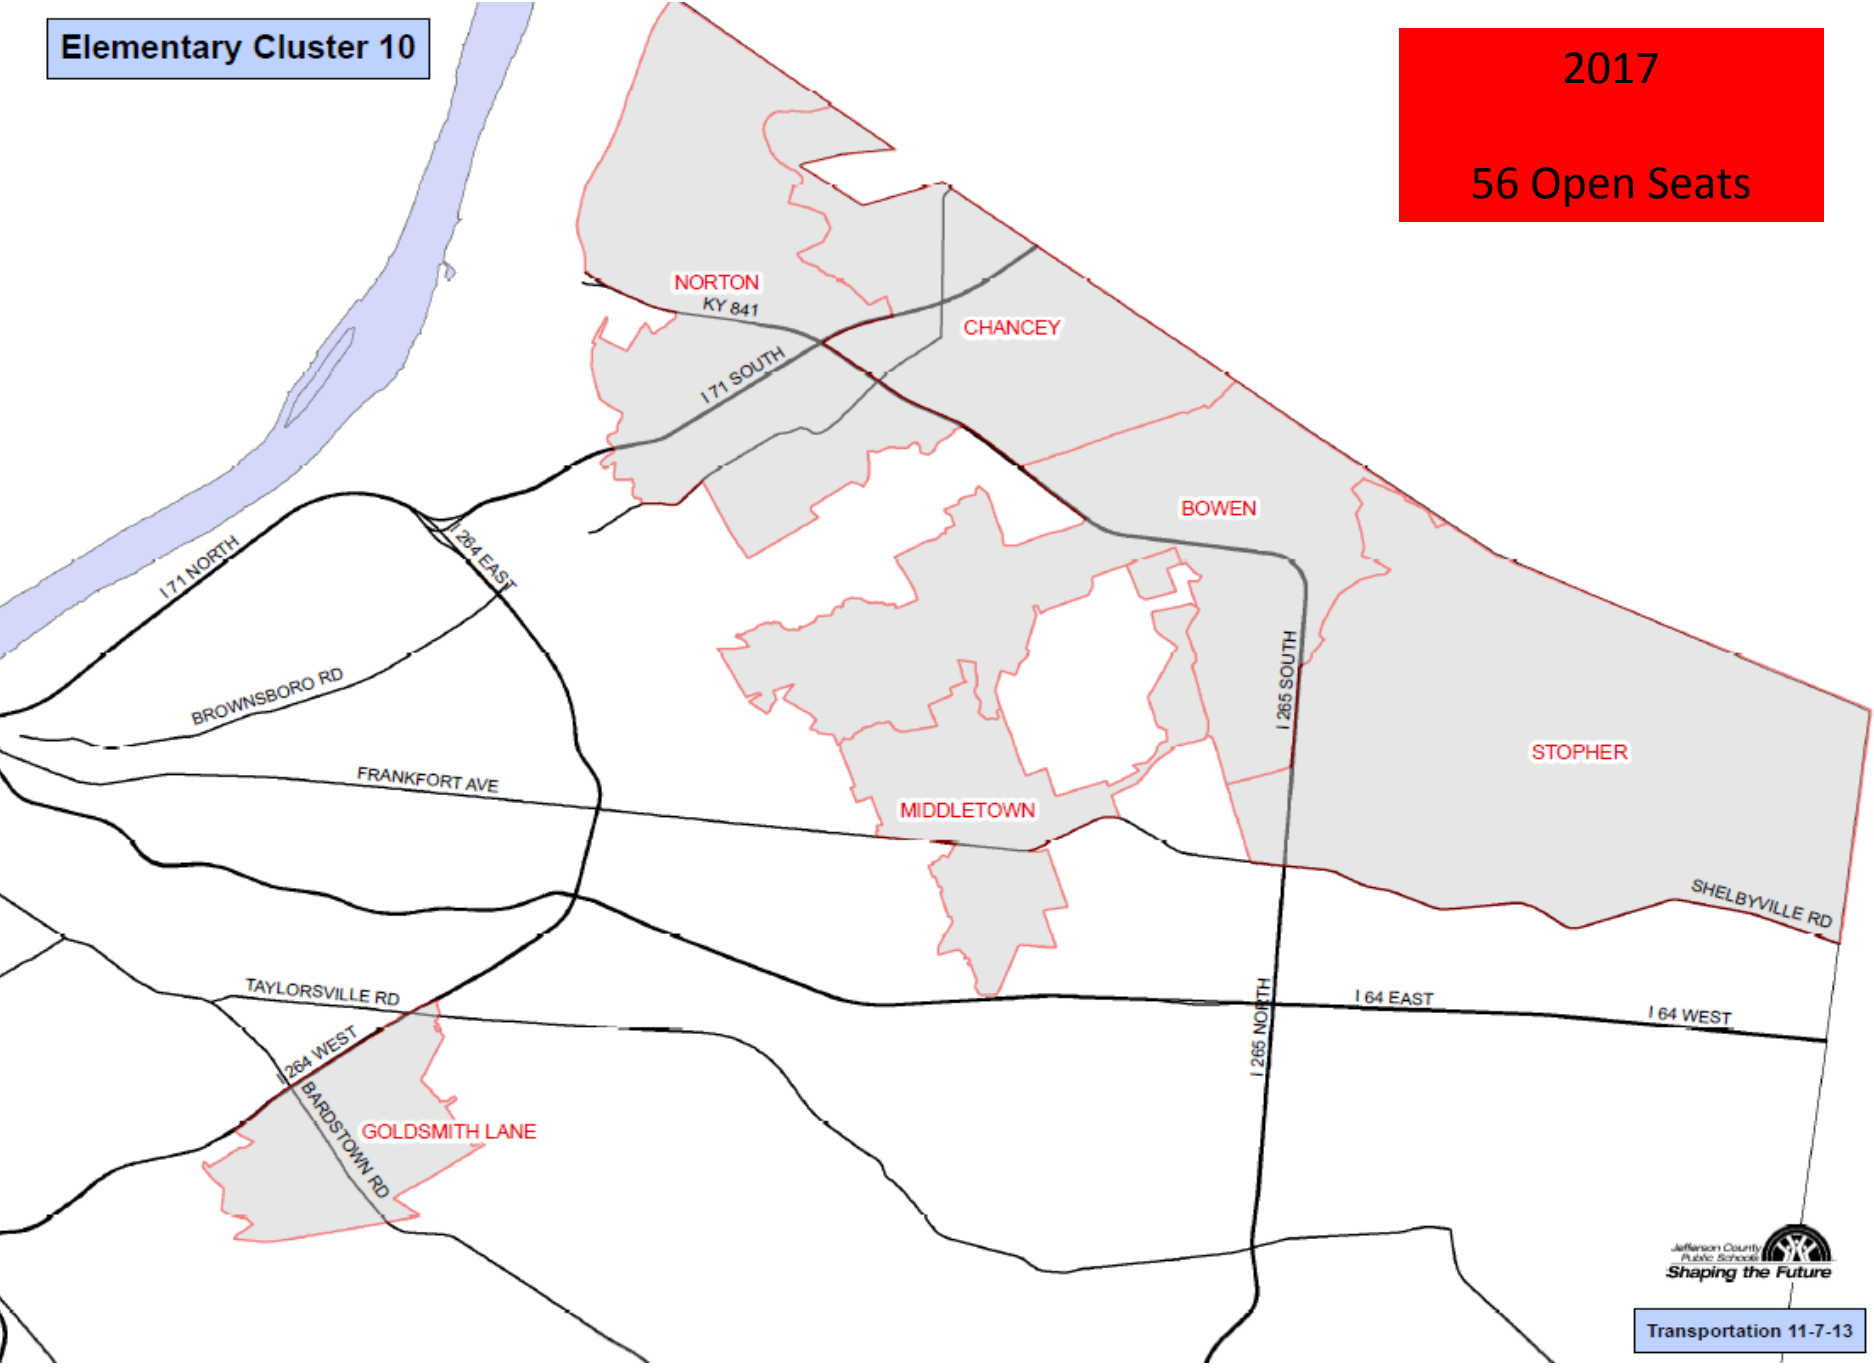 Elementary Cluster 10
2017
56 Open Seats
NORTON
KY 841
CHANCEY
I 71 SOUTH
BOWEN
I 264 EAST
I 71 NORTH
I 265 SOUTH
BROWNSBORO RD
STOPHER
FRANKFORT AVE
MIDDLETOWN
SHELBYVILLE RD
TAYLORSVILLE RD
I 64 EAST
I 64 WEST
I 265 NORTH
I 264 WEST
BARDSTOWN RD
GOLDSMITH LANE
Jefferson County
Public Schools
Shaping the Future
Transportation 11-7-13